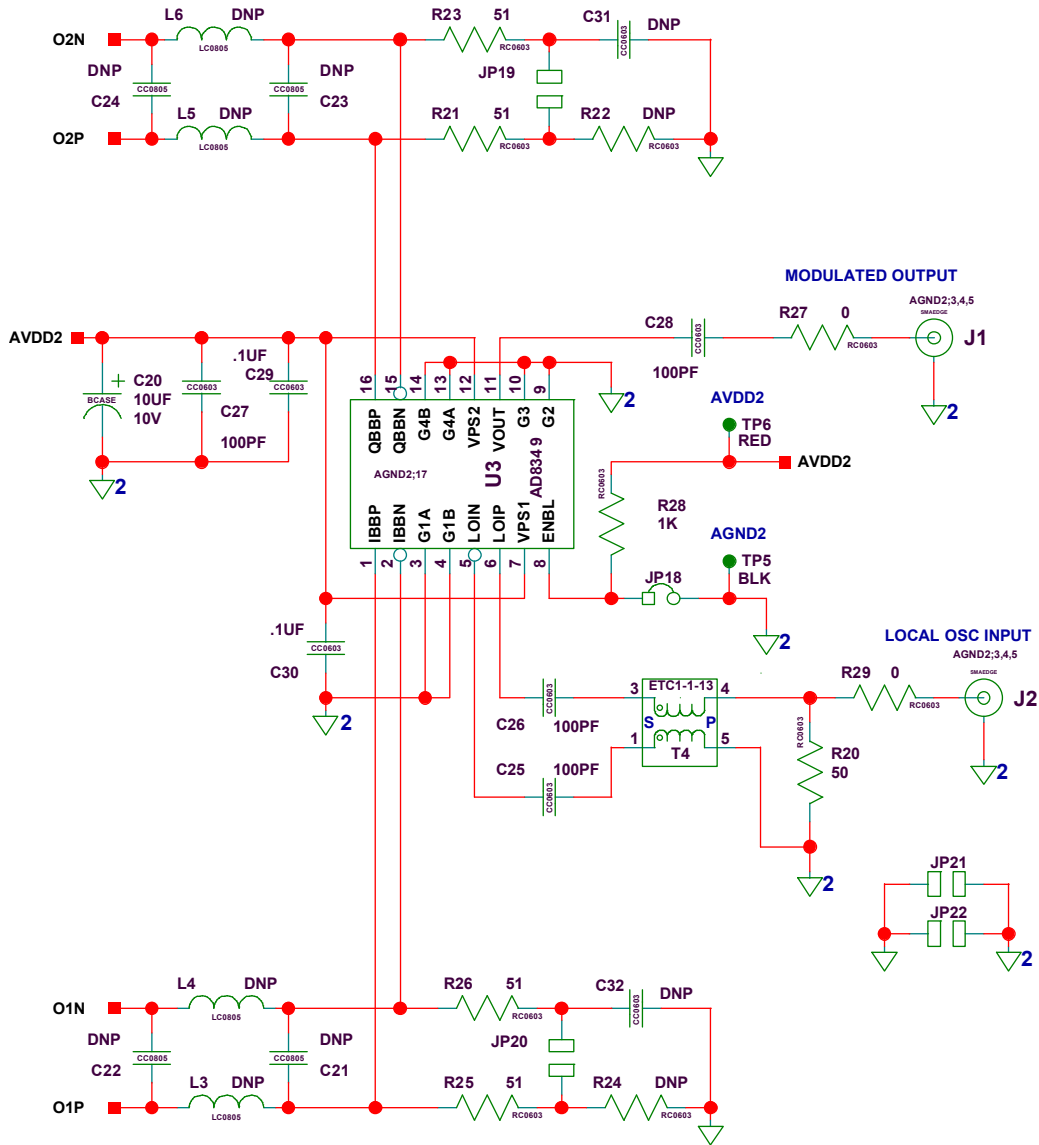 L6 DNP
LC0805
O2N
R23 51
RC0603
C31
CC0603
DNP
DNP
CC0805
C24
DNP
CC0805
C23
JP19
L5 DNP
LC0805
O2P
R21 51
RC0603
R22 DNP
RC0603
MODULATED OUTPUT
AGND2;3,4,5
SMAEDGE
J1
R27 0
RC0603
C28
CC0603
100PF
2
AVDD2
+
BCASE
C20
10UF
10V
CC0603
C27
100PF
.1UF
C29
CC0603
2
16 15 14 13 12 11 10 9
QBBP QBBN G4B G4A VPS2 VOUT G3 G2
AGND2;17
U3
AD8349
IBBP IBBN G1A G1B LOIN LOIP VPS1 ENBL
1 2 3 4 5 6 7 8
2
AVDD2
TP6
RED
AVDD2
RC0603
R28
1K
AGND2
TP5
BLK
JP18
2
.1UF
CC0603
C30
2
LOCAL OSC INPUT
AGND2;3,4,5
SMAEDGE
J2
R29 0
RC0603
2
C26
CC0603
100PF
C25
CC0603
100PF
3 ETC1-1-13 4
S P
1 5
T4
RC0603
R20
50
2
JP21
JP22
2
L4 DNP
LC0805
O1N
R26 51
RC0603
C32
CC0603
DNP
DNP
CC0805
C22
CC0805
C21
JP20
L3 DNP
LC0805
O1P
R25 51
RC0603
R24 DNP
RC0603